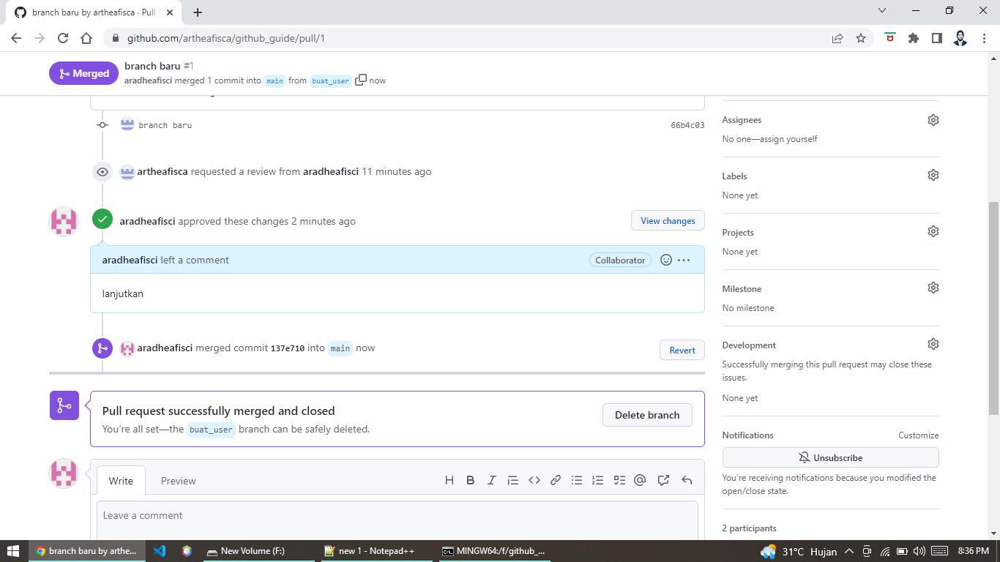 branch baru by artheafisca · Pull
github.com/artheafisca/github_guide/pull/1
Merged
branch baru #1
aradheafisci merged 1 commit into main from buat_user now
branch baru
66b4c03
artheafisca requested a review from aradheafisci 11 minutes ago
aradheafisci approved these changes 2 minutes ago
View changes
aradheafisci left a comment
Collaborator
lanjutkan
aradheafisci merged commit 137e710 into main now
Revert
Pull request successfully merged and closed
You’re all set—the buat_user branch can be safely deleted.
Delete branch
Write
Preview
Leave a comment
Assignees
No one—assign yourself
Labels
None yet
Projects
None yet
Milestone
No milestone
Development
Successfully merging this pull request may close these
issues.
None yet
Notifications
Customize
Unsubscribe
You’re receiving notifications because you modified the
open/close state.
2 participants
branch baru by arthe...
New Volume (F:)
new 1 - Notepad++
MINGW64:/f/github_...
31°C Hujan
8:36 PM